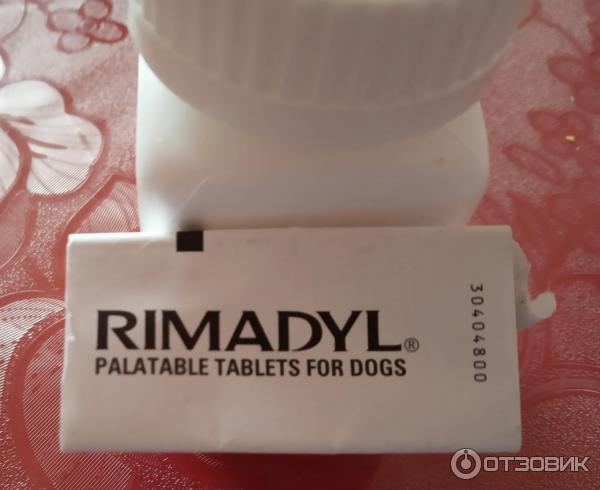 RIMADYL®
PALATABLE TABLETS FOR DOGS
30404800
ОТЗОВИК